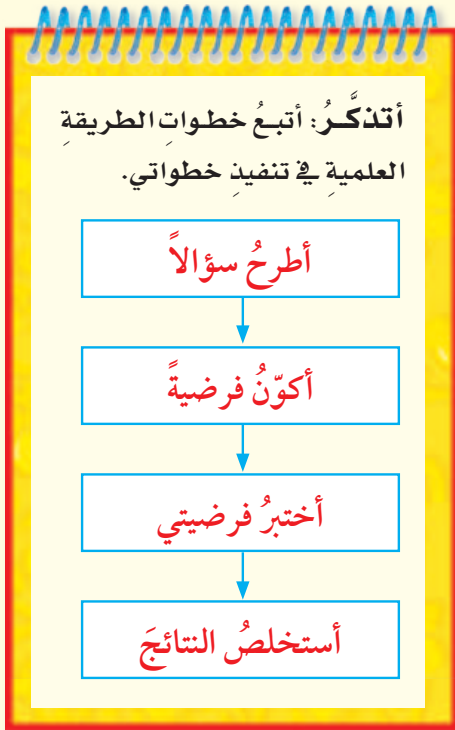 أتذكَّرُ: أتبعُ خطواتِ الطريقةِ
العلميةِ في تنفيذِ خطواتي.
أطرحُ سؤالاً
أكوّنُ فرضيةً
أختبرُ فرضيتي
أستخلصُ النتائجَ